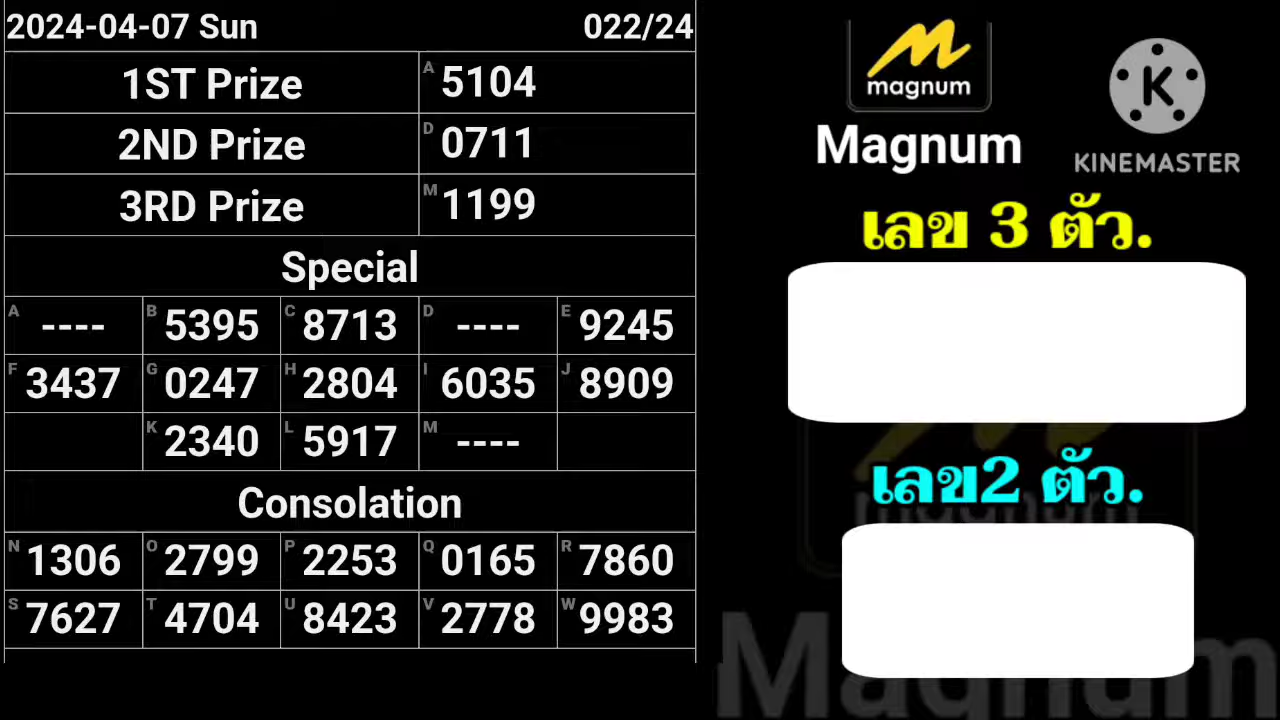 2024-04-07 Sun 022/24
1ST Prize A 5104
2ND Prize D 0711
3RD Prize M 1199
Special
A ---- B 5395 C 8713 D ---- E 9245
F 3437 G 0247 H 2804 I 6035 J 8909
K 2340 L 5917 M ----
Consolation
N 1306 O 2799 P 2253 Q 0165 R 7860
S 7627 T 4704 U 8423 V 2778 W 9983
magnum
Magnum
K
KINEMASTER
เลข 3 ตัว.
เลข2 ตัว.
magnum
Magnum